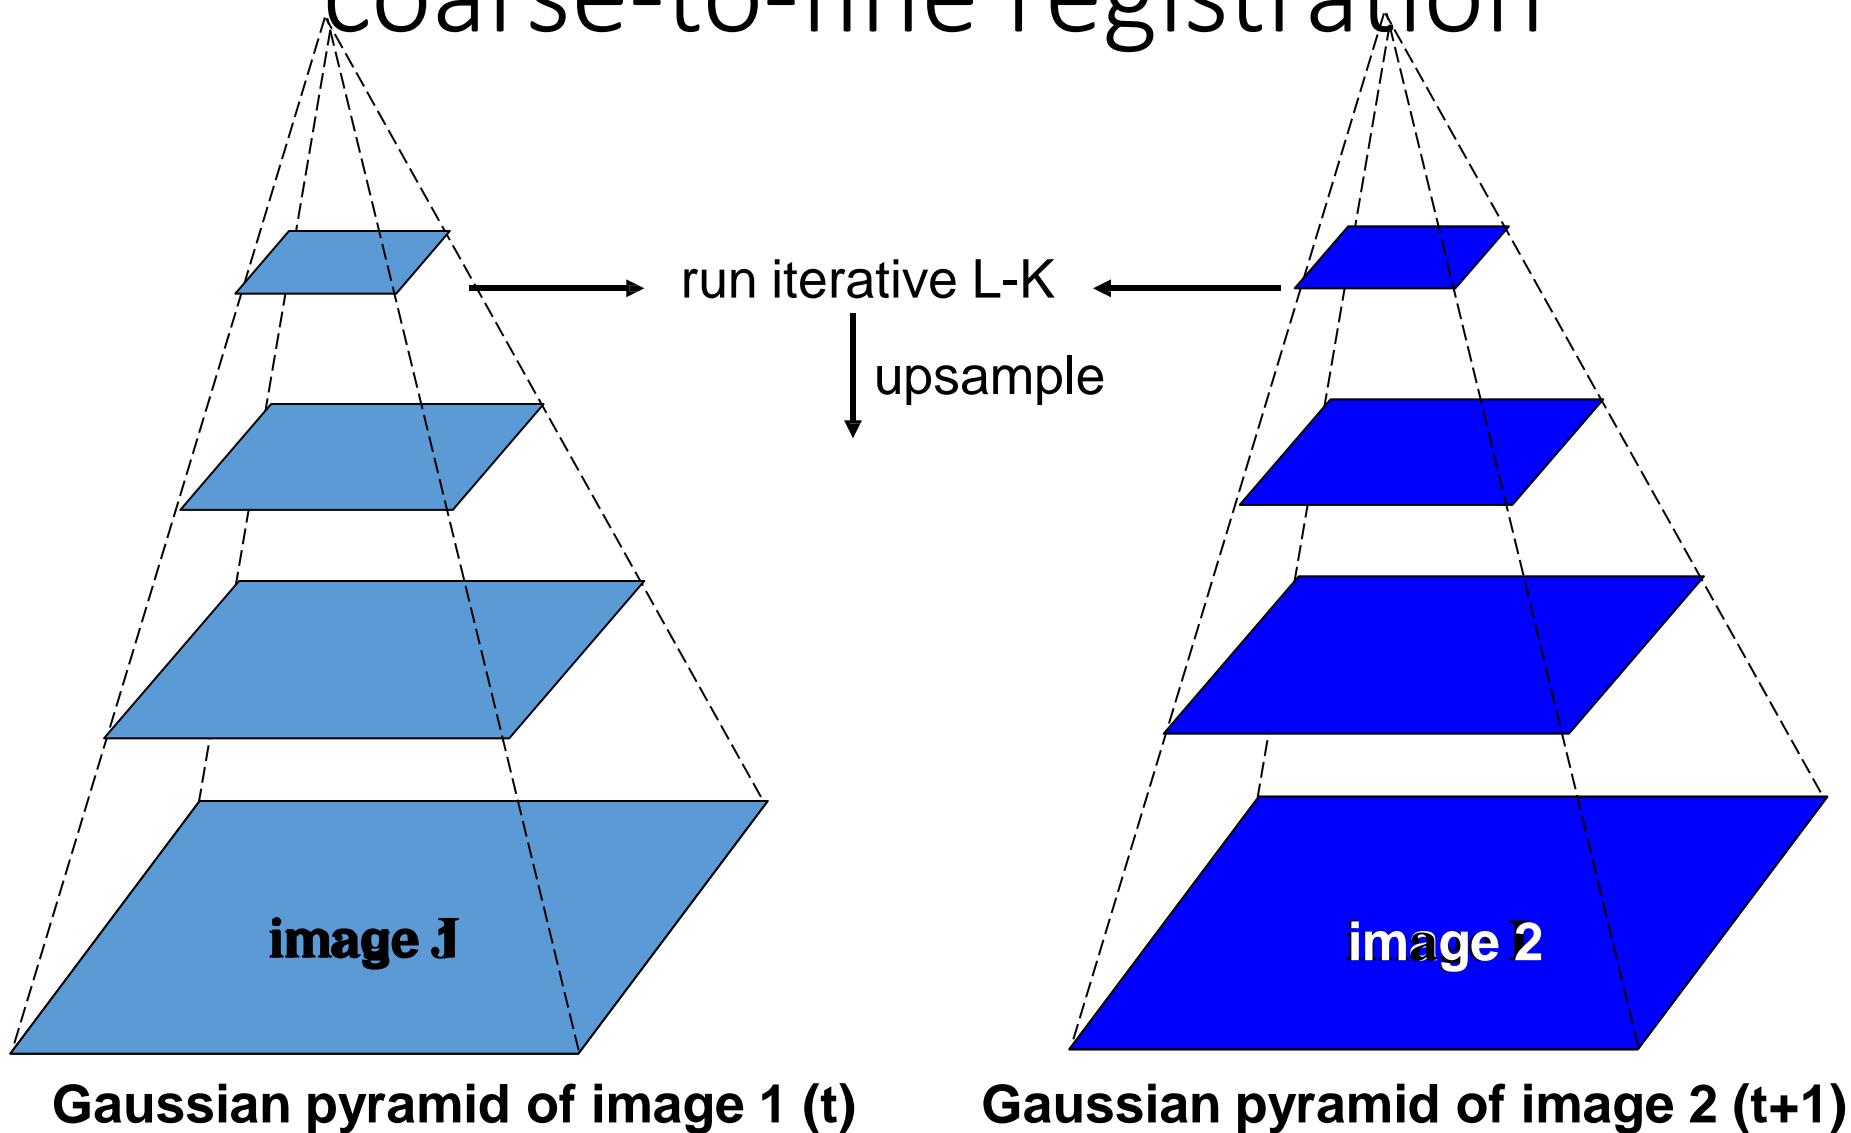 coarse-to-fine registration
run iterative L-K
upsample
image
image 2
Gaussian pyramid of image 1 (t)
Gaussian pyramid of image 2 (t+1)